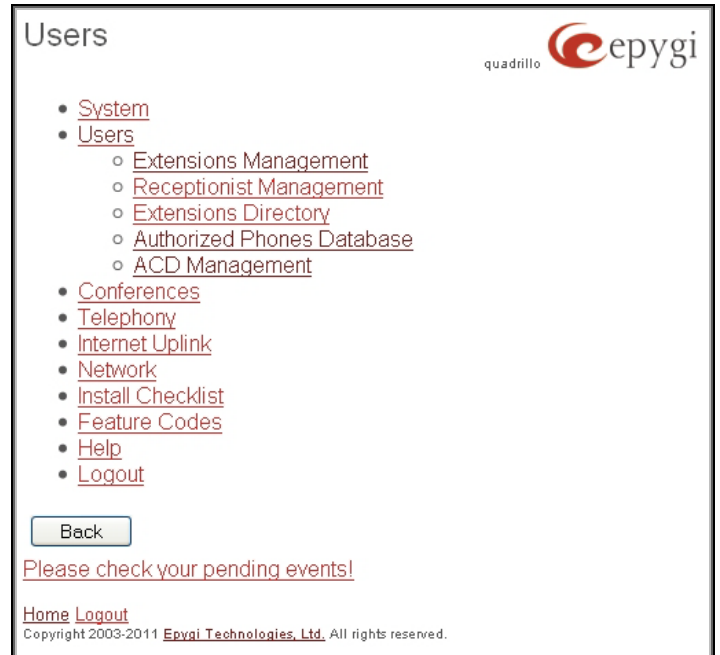 Users
quadrillo epygi
System
Users
Extensions Management
Receptionist Management
Extensions Directory
Authorized Phones Database
ACD Management
Conferences
Telephony
Internet Uplink
Network
Install Checklist
Feature Codes
Help
Logout
Back
Please check your pending events!
Home Logout
Copyright 2003-2011 Epygi Technologies, Ltd. All rights reserved.